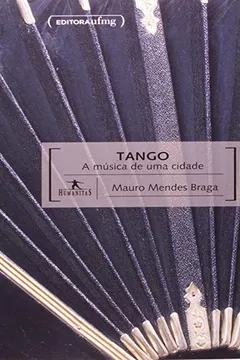 EDITORAufmg
TANGO
A música de uma cidade
HUMANITAS
Mauro Mendes Braga